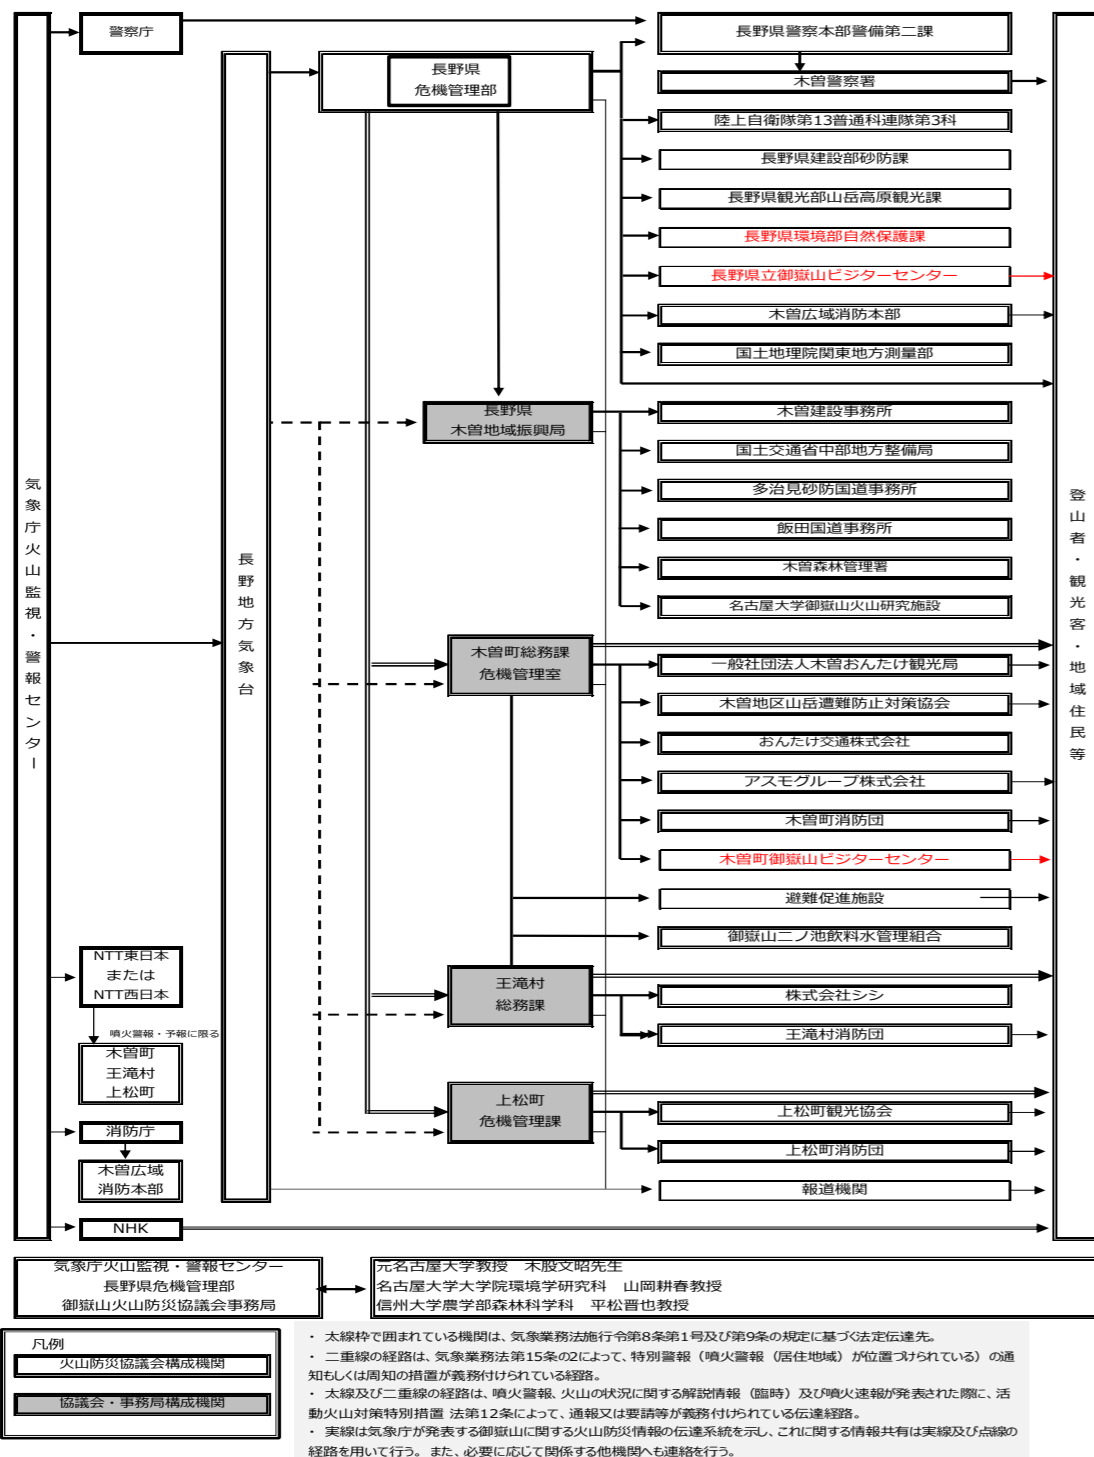 気象庁火山監視・警報センター
警察庁
長野地方気象台
長野県
危機管理部
長野県警察本部警備第二課
木曽警察署
陸上自衛隊第13普通科連隊第3科
長野県建設部砂防課
長野県観光部山岳高原観光課
長野県環境部自然保護課
長野県立御嶽山ビジターセンター
木曽広域消防本部
国土地理院関東地方測量部
長野県
木曽地域振興局
木曽建設事務所
国土交通省中部地方整備局
多治見砂防国道事務所
飯田国道事務所
木曽森林管理署
名古屋大学御嶽山火山研究施設
木曽町総務課
危機管理室
一般社団法人木曽おんたけ観光局
木曽地区山岳遭難防止対策協会
おんたけ交通株式会社
アスモグループ株式会社
木曽町消防団
木曽町御嶽山ビジターセンター
避難促進施設
御嶽山二ノ池飲料水管理組合
王滝村
総務課
株式会社シシ
王滝村消防団
上松町
危機管理課
上松町観光協会
上松町消防団
報道機関
登山者・観光客・地域住民等
NTT東日本
または
NTT西日本
噴火警報・予報に限る
木曽町
王滝村
上松町
消防庁
木曽広域
消防本部
NHK
気象庁火山監視・警報センター
長野県危機管理部
御嶽山火山防災協議会事務局
元名古屋大学教授　木股文昭先生
名古屋大学大学院環境学研究科　山岡耕春教授
信州大学農学部森林科学科　平松晋也教授
凡例
火山防災協議会構成機関
協議会・事務局構成機関
・ 太線枠で囲まれている機関は、気象業務法施行令第8条第1号及び第9条の規定に基づく法定伝達先。
・ 二重線の経路は、気象業務法第15条の2によって、特別警報（噴火警報（居住地域）が位置づけられている）の通
知もしくは周知の措置が義務付けられている経路。
・ 太線及び二重線の経路は、噴火警報、火山の状況に関する解説情報（臨時）及び噴火速報が発表された際に、活
動火山対策特別措置 法第12条によって、通報又は要請等が義務付けられている伝達経路。
・ 実線は気象庁が発表する御嶽山に関する火山防災情報の伝達系統を示し、これに関する情報共有は実線及び点線の
経路を用いて行う。また、必要に応じて関係する他機関へも連絡を行う。